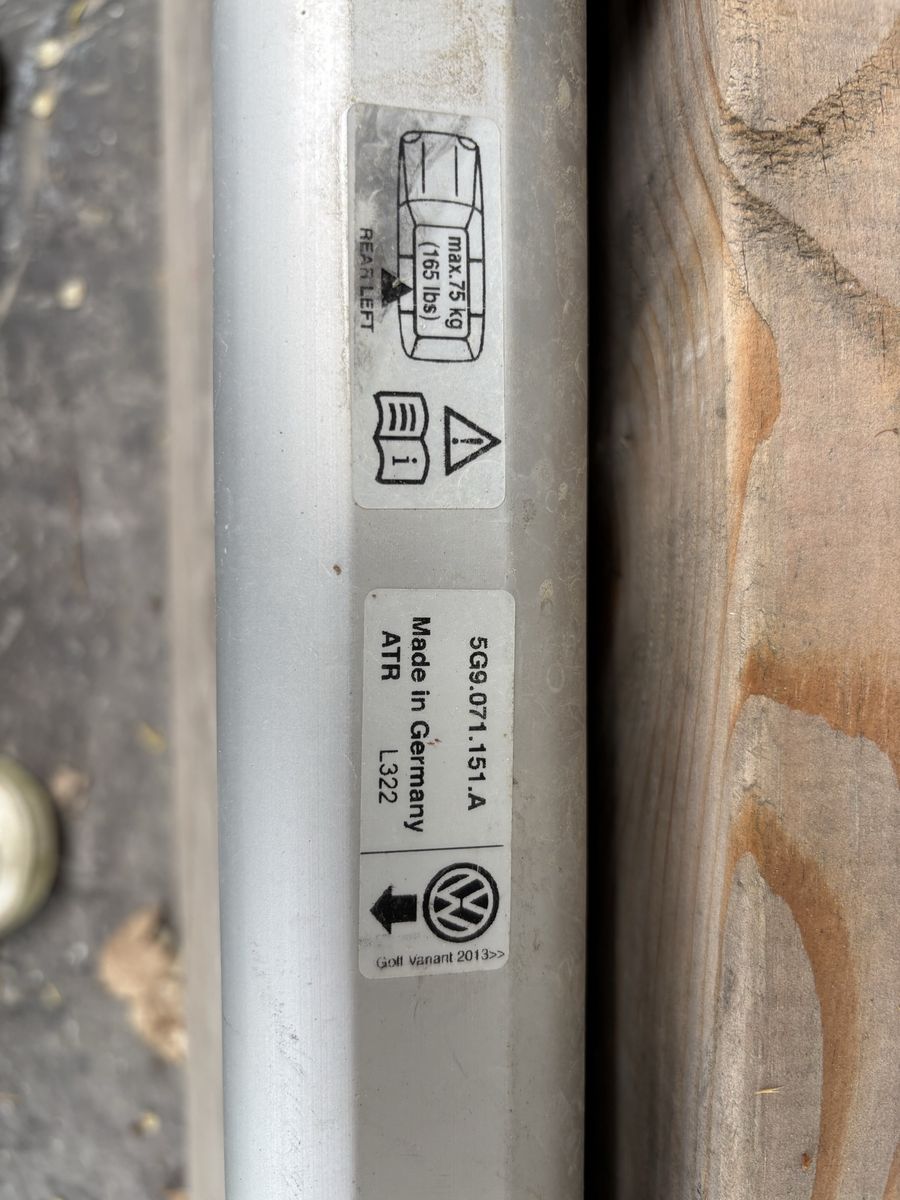 max.75 kg
(165 lbs)
REAR LEFT
i
5G9.071.151.A
Made in Germany
ATR L322
Golf Variant 2013>>